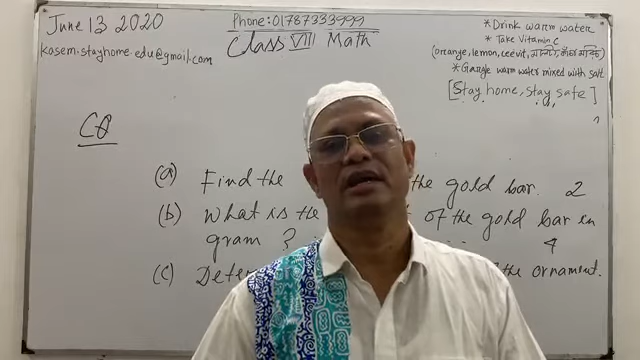 June 13 2020
kasem.stayhome.edu@gmail.com
Phone: 01787333999
Class VIII Math
* Drink warm water
* Take Vitamin C
(oreange, lemon, ceevit,
* Gargle warm water mixed with salt
[Stay home, stay safe]
CQ
(a) Find the the gold bar. 2
(b) What is the of the gold bar in
gram ? 4
(c) the ornament.